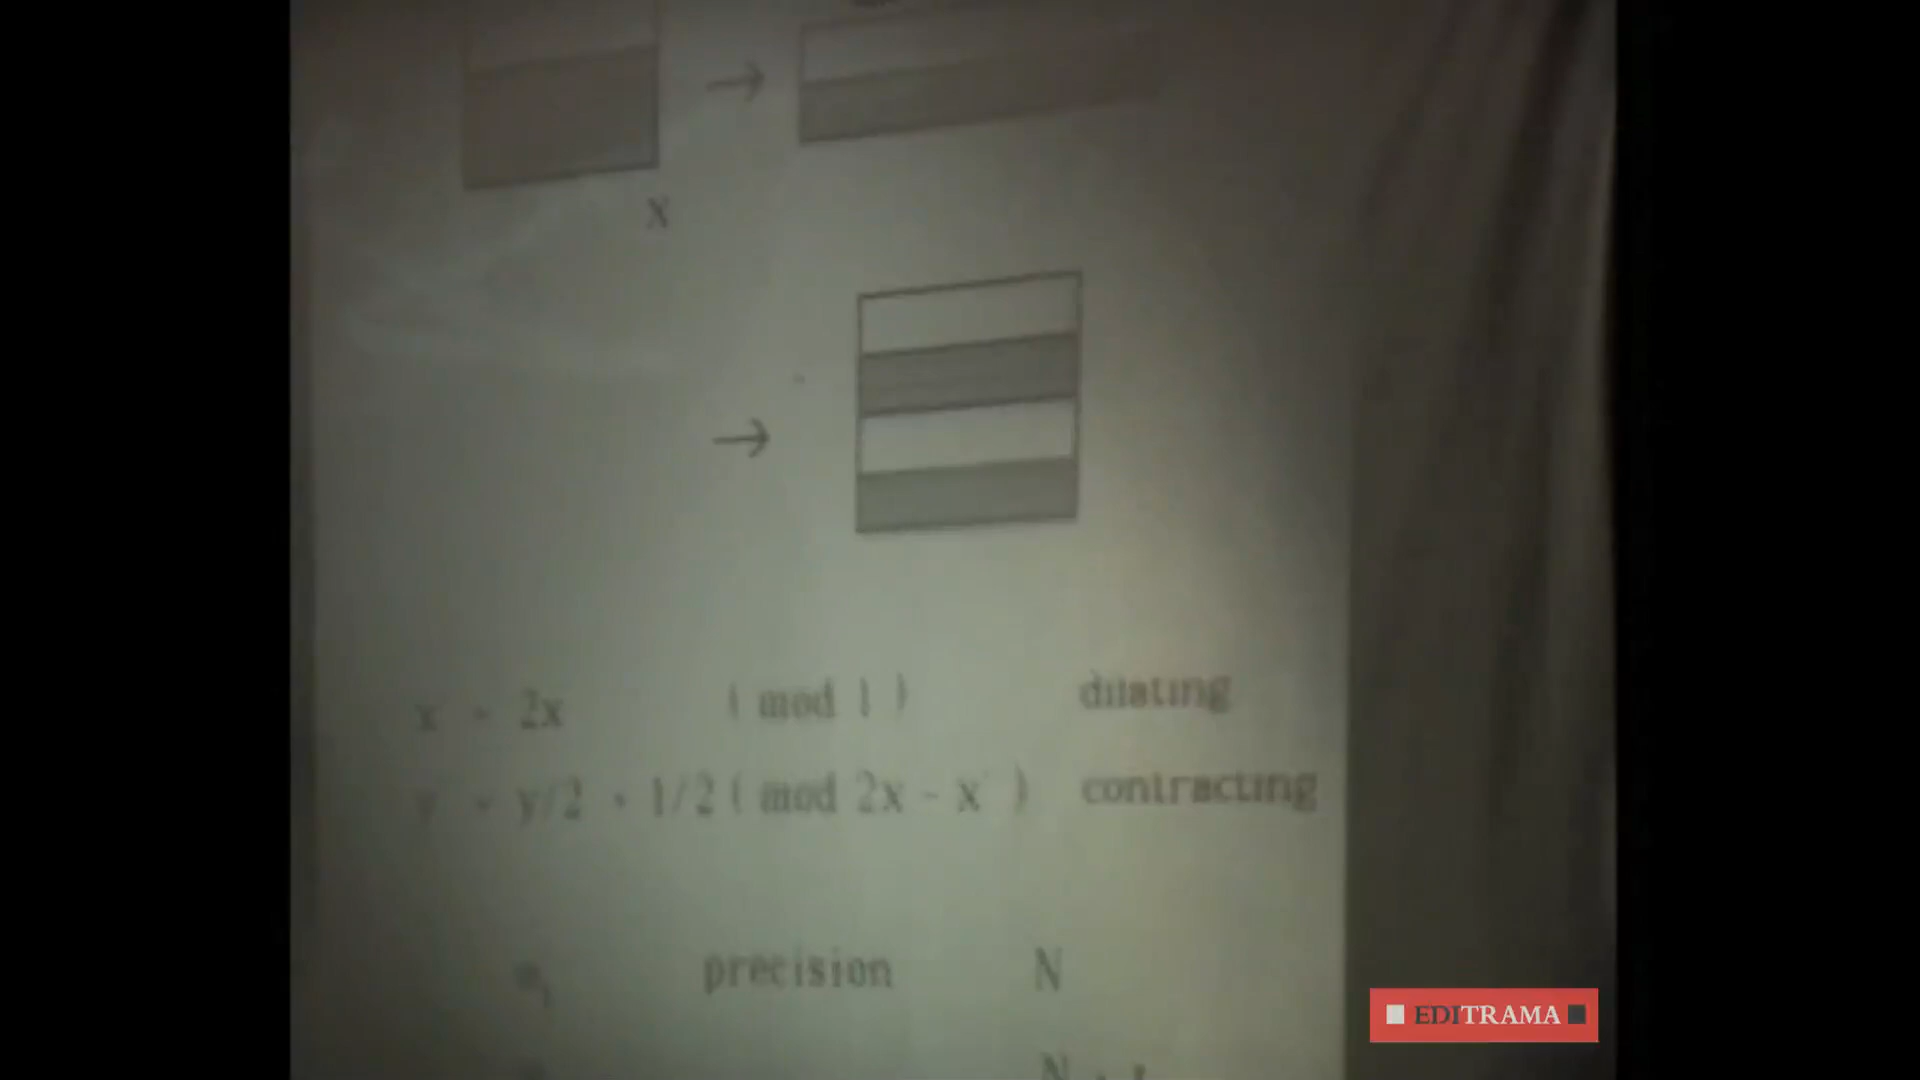 X
x - 2x ( mod 1 ) dilating
y - y/2 + 1/2 ( mod 2x - x' ) contracting
precision N
N
EDITRAMA